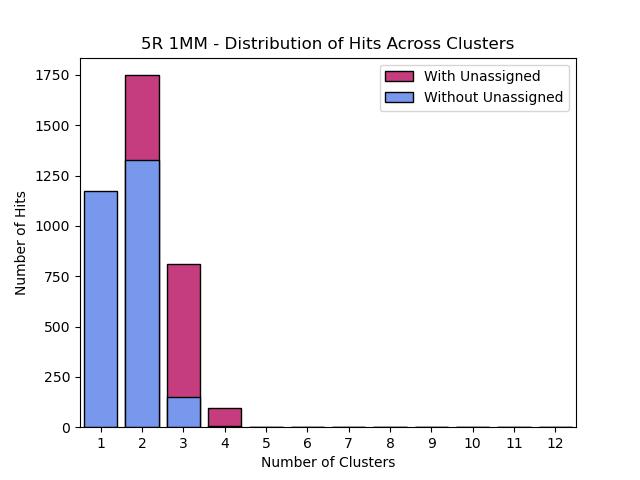 5R 1MM - Distribution of Hits Across Clusters
With Unassigned
Without Unassigned
Number of Hits
1750
1500
1250
1000
750
500
250
0
1 2 3 4 5 6 7 8 9 10 11 12
Number of Clusters